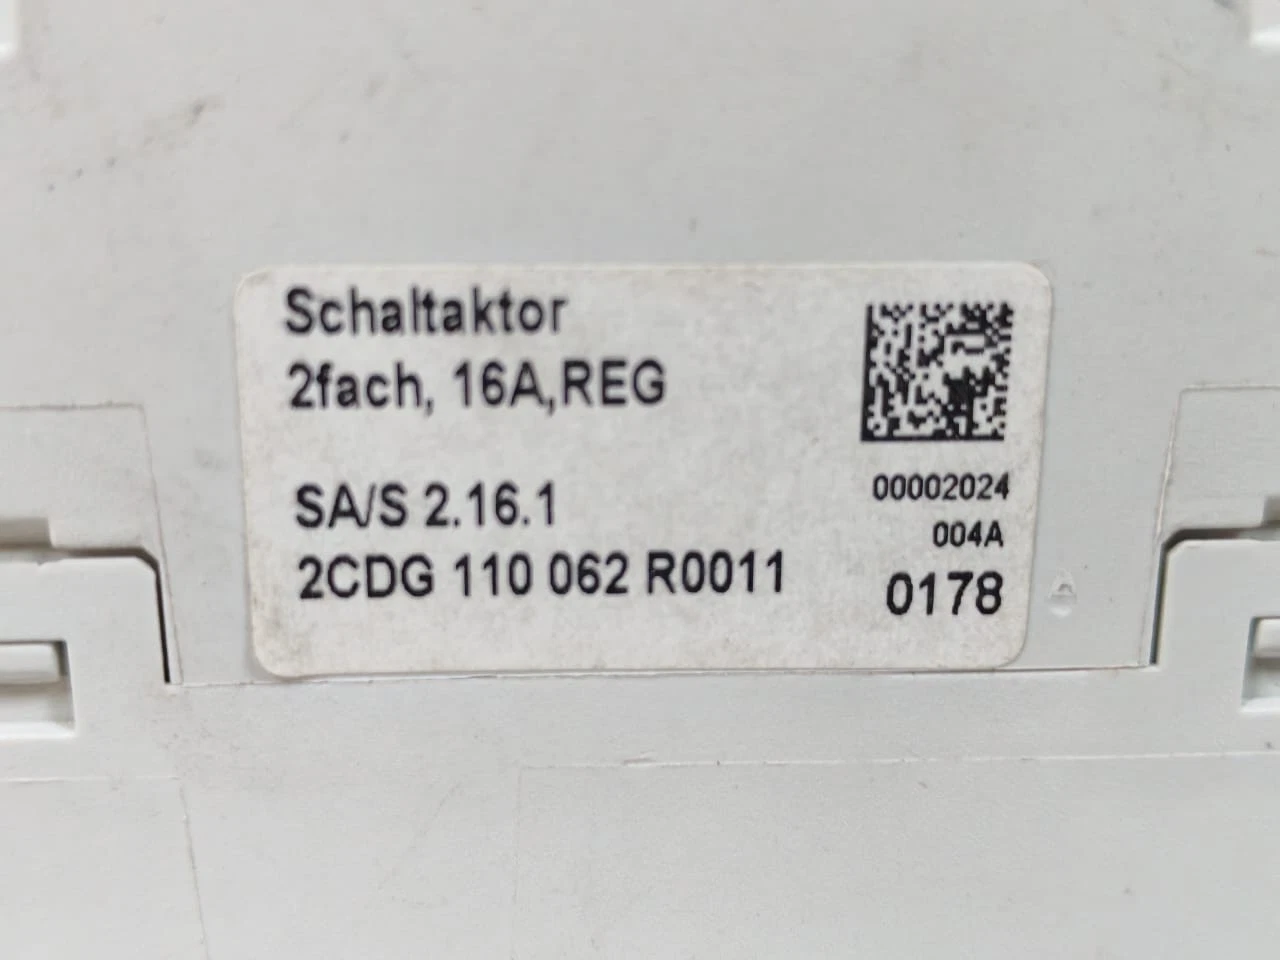 Schaltaktor
2fach, 16A,REG
SA/S 2.16.1
2CDG 110 062 R0011
00002024
004A
0178